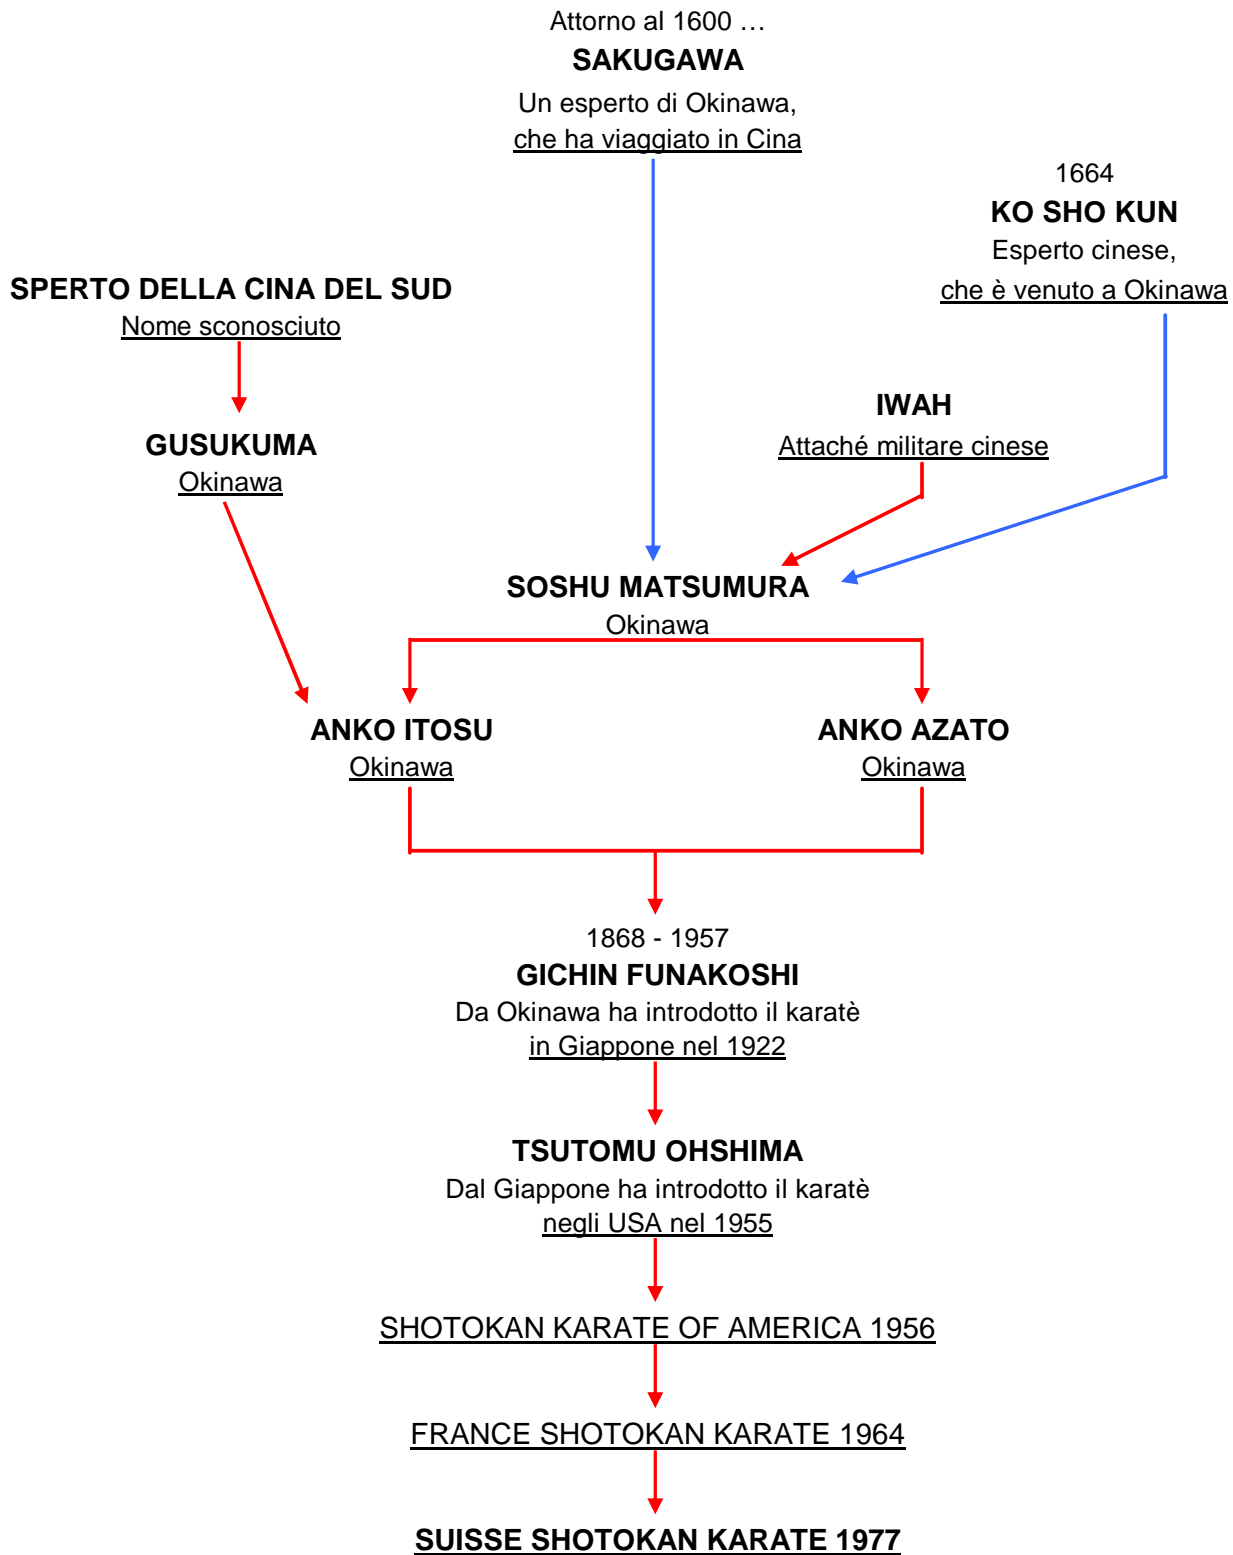 Attorno al 1600 …
SAKUGAWA
Un esperto di Okinawa,
che ha viaggiato in Cina
1664
KO SHO KUN
Esperto cinese,
che è venuto a Okinawa
SPERTO DELLA CINA DEL SUD
Nome sconosciuto
IWAH
Attaché militare cinese
GUSUKUMA
Okinawa
SOSHU MATSUMURA
Okinawa
ANKO ITOSU
Okinawa
ANKO AZATO
Okinawa
1868 - 1957
GICHIN FUNAKOSHI
Da Okinawa ha introdotto il karatè
in Giappone nel 1922
TSUTOMU OHSHIMA
Dal Giappone ha introdotto il karatè
negli USA nel 1955
SHOTOKAN KARATE OF AMERICA 1956
FRANCE SHOTOKAN KARATE 1964
SUISSE SHOTOKAN KARATE 1977